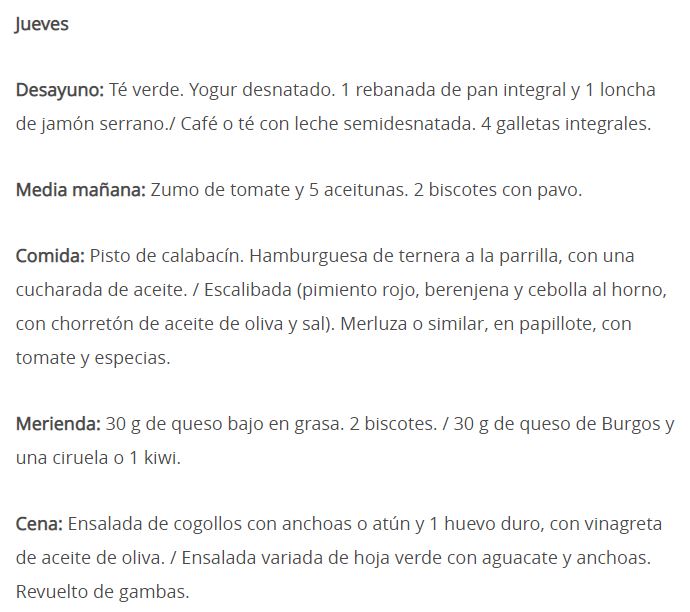 Jueves
Desayuno: Té verde. Yogur desnatado. 1 rebanada de pan integral y 1 loncha
de jamón serrano./ Café o té con leche semidesnatada. 4 galletas integrales.
Media mañana: Zumo de tomate y 5 aceitunas. 2 biscotes con pavo.
Comida: Pisto de calabacín. Hamburguesa de ternera a la parrilla, con una
cucharada de aceite. / Escalibada (pimiento rojo, berenjena y cebolla al horno,
con chorretón de aceite de oliva y sal). Merluza o similar, en papillote, con
tomate y especias.
Merienda: 30 g de queso bajo en grasa. 2 biscotes. / 30 g de queso de Burgos y
una ciruela o 1 kiwi.
Cena: Ensalada de cogollos con anchoas o atún y 1 huevo duro, con vinagreta
de aceite de oliva. / Ensalada variada de hoja verde con aguacate y anchoas.
Revuelto de gambas.